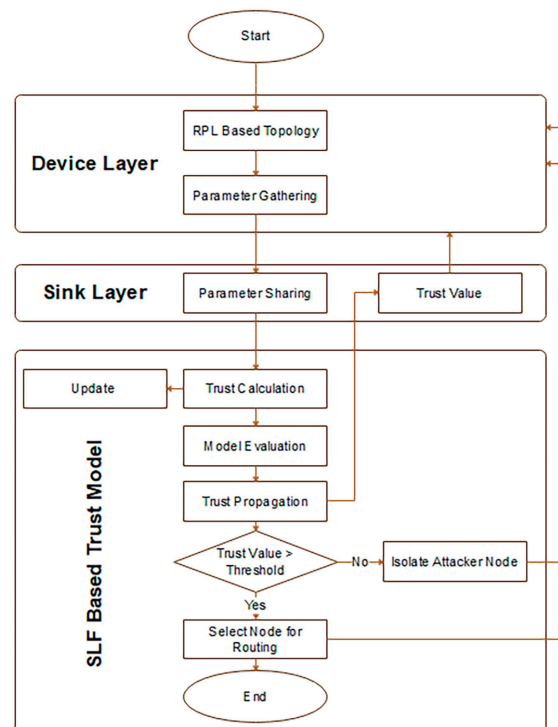 Start
Device Layer
RPL Based Topology
Parameter Gathering
Sink Layer
Parameter Sharing
Trust Value
SLF Based Trust Model
Update
Trust Calculation
Model Evaluation
Trust Propagation
Trust Value >
Threshold
No
Isolate Attacker Node
Yes
Select Node for
Routing
End